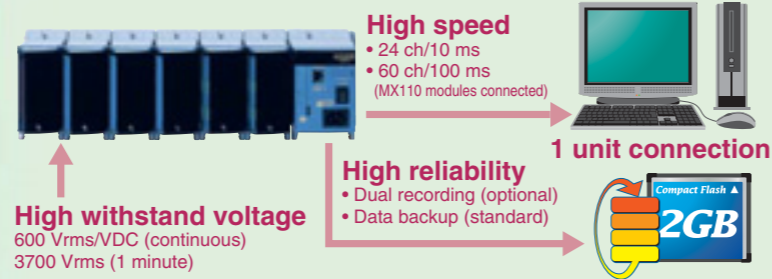 High speed
• 24 ch/10 ms
• 60 ch/100 ms
(MX110 modules connected)
1 unit connection
High reliability
• Dual recording (optional)
• Data backup (standard)
Compact Flash ▲
2GB
High withstand voltage
600 Vrms/VDC (continuous)
3700 Vrms (1 minute)